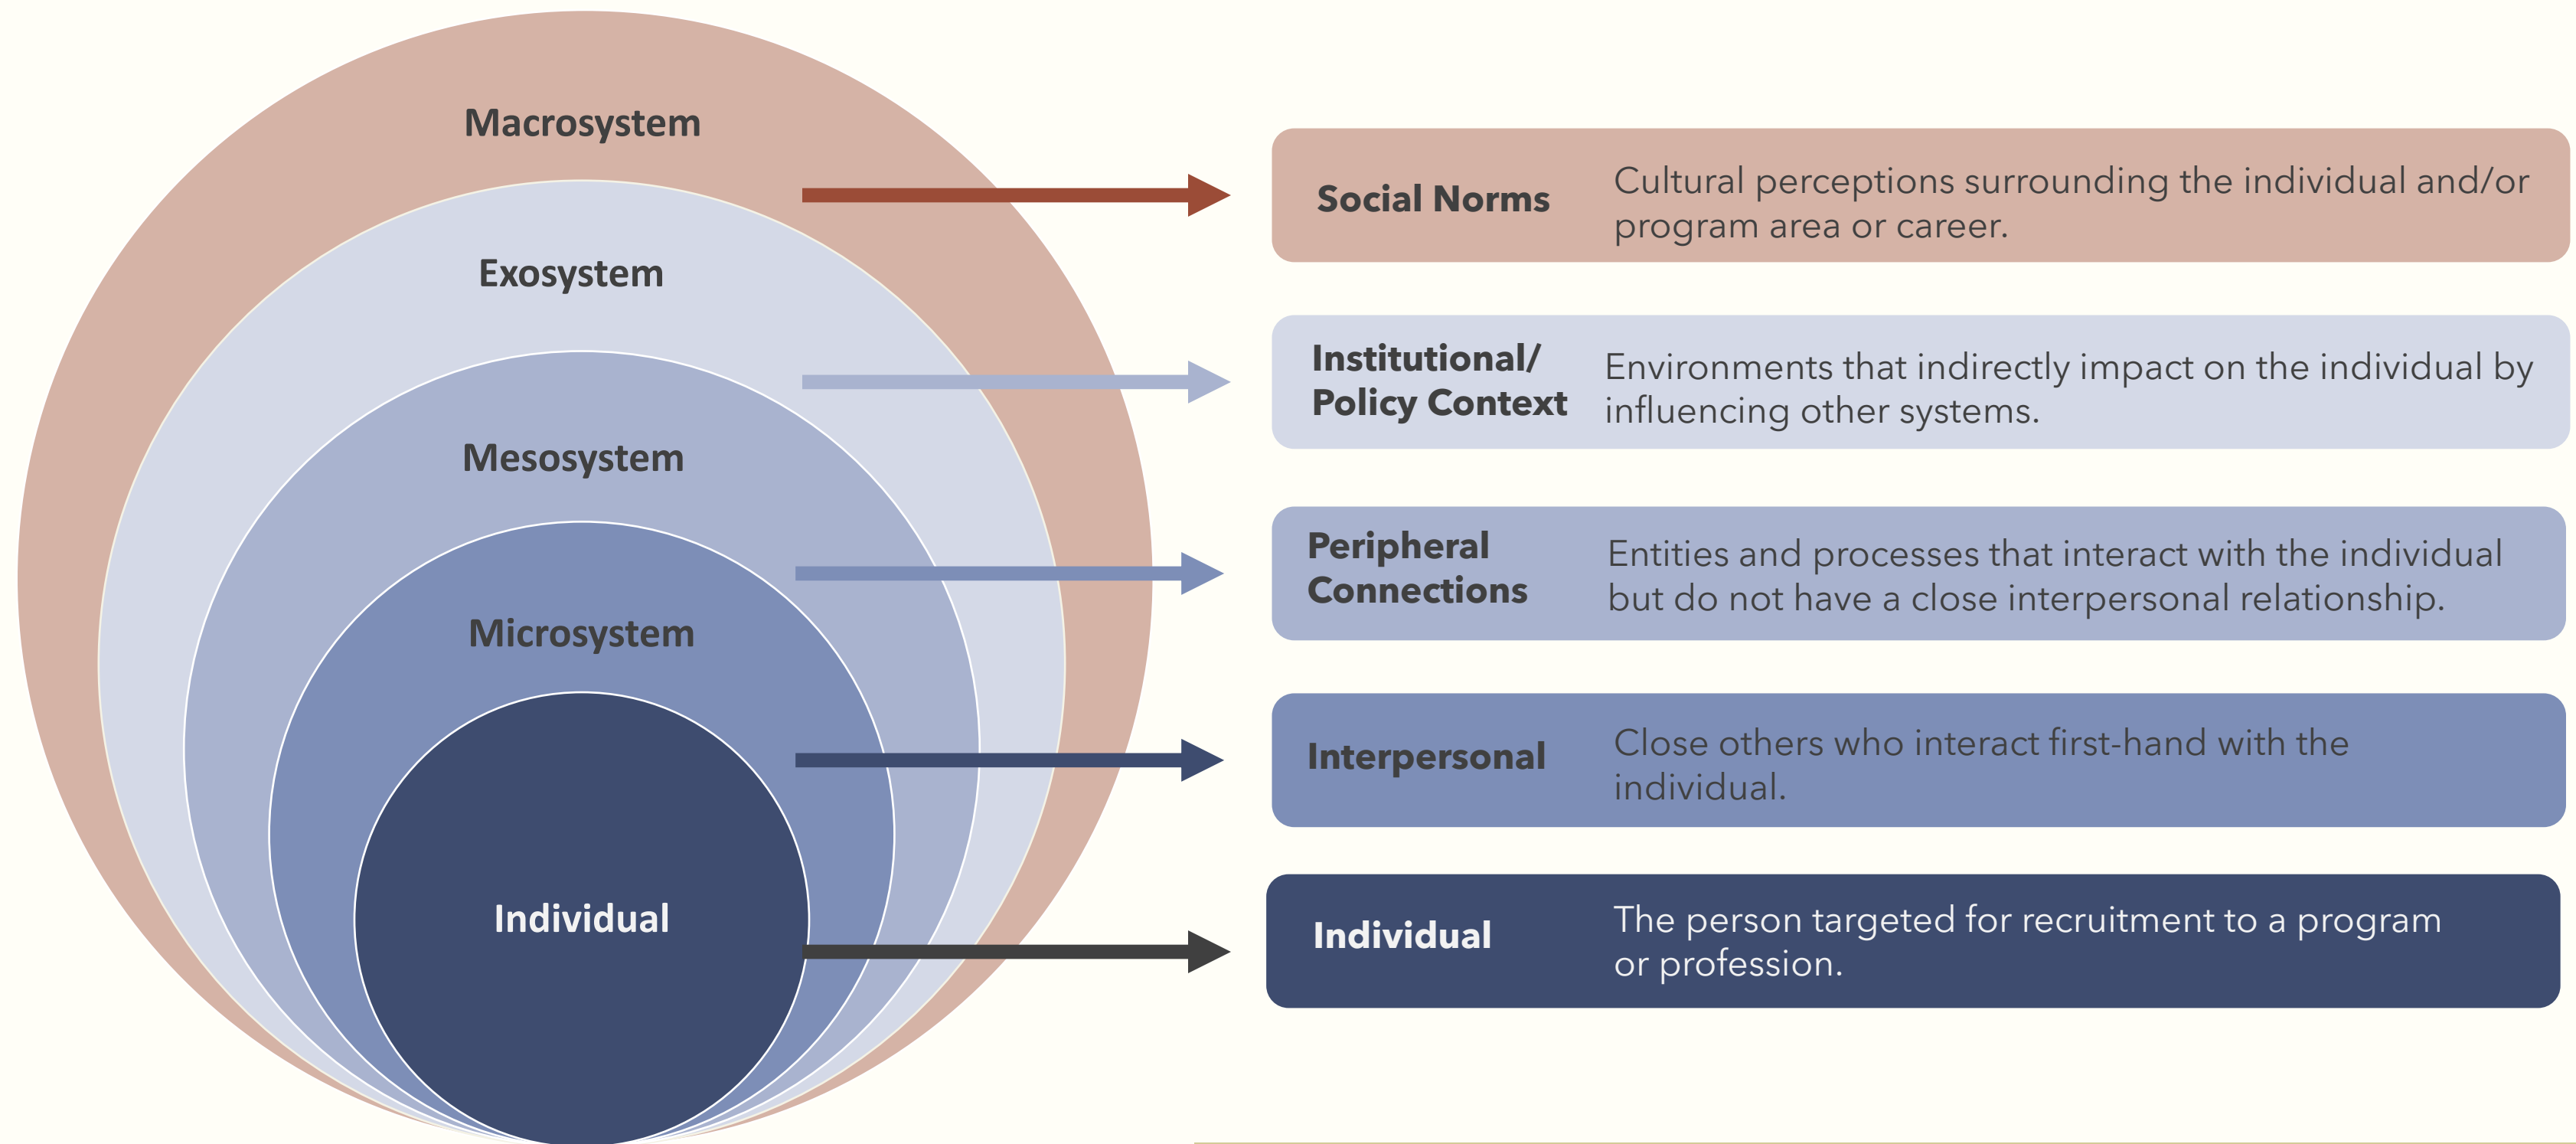 Macrosystem
Exosystem
Mesosystem
Microsystem
Individual
Social Norms
Cultural perceptions surrounding the individual and/or
program area or career.
Institutional/
Policy Context
Environments that indirectly impact on the individual by
influencing other systems.
Peripheral
Connections
Entities and processes that interact with the individual
but do not have a close interpersonal relationship.
Interpersonal
Close others who interact first-hand with the
individual.
Individual
The person targeted for recruitment to a program
or profession.